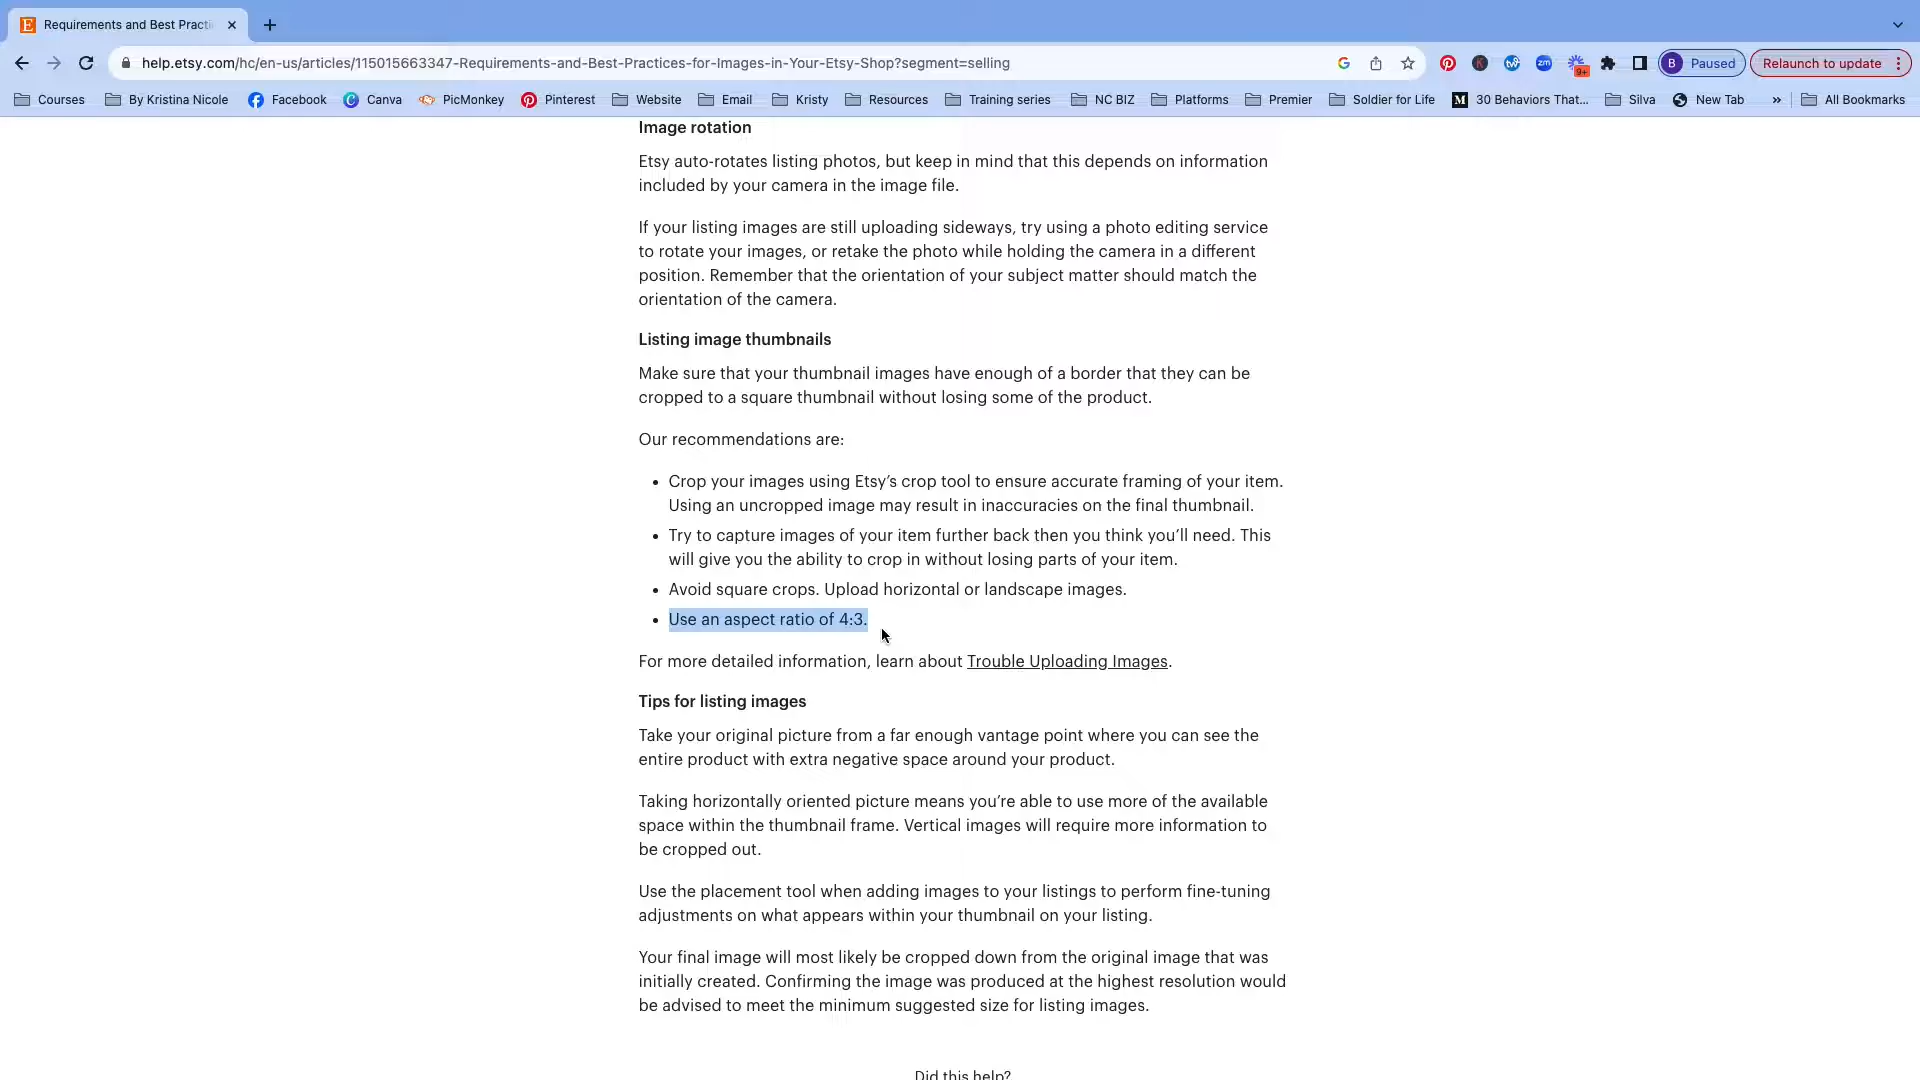 Requirements and Best Practi
help.etsy.com/hc/en-us/articles/115015663347-Requirements-and-Best-Practices-for-Images-in-Your-Etsy-Shop?segment=selling
9+
B Paused
Relaunch to update
Courses By Kristina Nicole Facebook Canva PicMonkey Pinterest Website Email Kristy Resources Training series NC BIZ Platforms Premier Soldier for Life 30 Behaviors That... Silva New Tab » All Bookmarks
Image rotation
Etsy auto-rotates listing photos, but keep in mind that this depends on information
included by your camera in the image file.
If your listing images are still uploading sideways, try using a photo editing service
to rotate your images, or retake the photo while holding the camera in a different
position. Remember that the orientation of your subject matter should match the
orientation of the camera.
Listing image thumbnails
Make sure that your thumbnail images have enough of a border that they can be
cropped to a square thumbnail without losing some of the product.
Our recommendations are:
• Crop your images using Etsy’s crop tool to ensure accurate framing of your item.
Using an uncropped image may result in inaccuracies on the final thumbnail.
• Try to capture images of your item further back then you think you’ll need. This
will give you the ability to crop in without losing parts of your item.
• Avoid square crops. Upload horizontal or landscape images.
• Use an aspect ratio of 4:3.
For more detailed information, learn about Trouble Uploading Images.
Tips for listing images
Take your original picture from a far enough vantage point where you can see the
entire product with extra negative space around your product.
Taking horizontally oriented picture means you’re able to use more of the available
space within the thumbnail frame. Vertical images will require more information to
be cropped out.
Use the placement tool when adding images to your listings to perform fine-tuning
adjustments on what appears within your thumbnail on your listing.
Your final image will most likely be cropped down from the original image that was
initially created. Confirming the image was produced at the highest resolution would
be advised to meet the minimum suggested size for listing images.
Did this help?